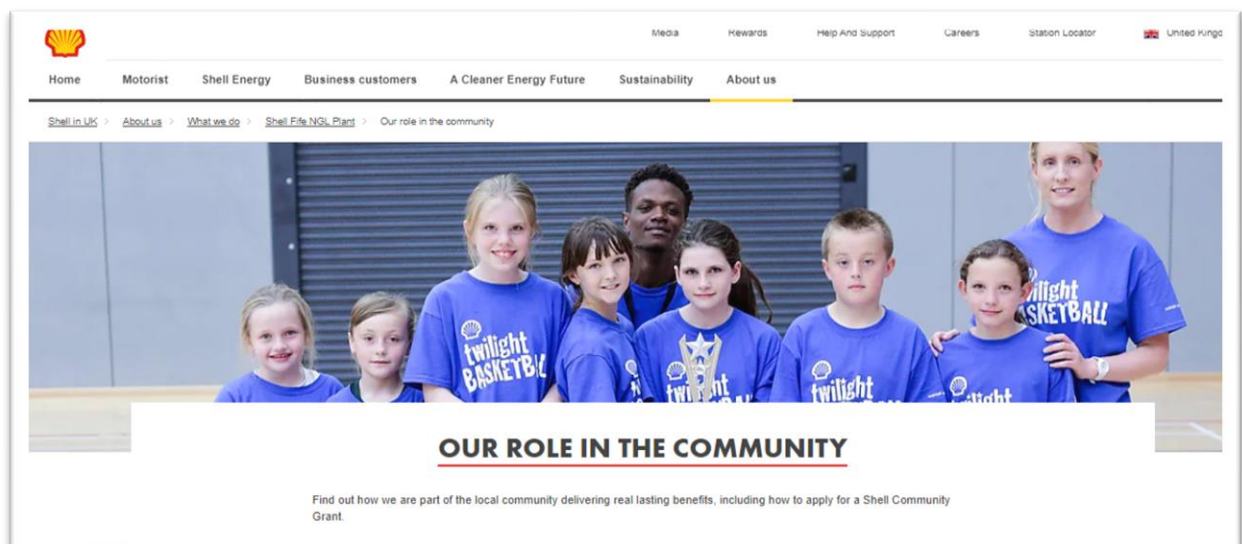 Media Rewards Help And Support Careers Station Locator United Kingd
Home Motorist Shell Energy Business customers A Cleaner Energy Future Sustainability About us
Shell in UK > About us > What we do > Shell Fife NGL Plant > Our role in the community
twilight
BASKETBALL
twilight
twilight
twilight
twilight
BASKETBALL
OUR ROLE IN THE COMMUNITY
Find out how we are part of the local community delivering real lasting benefits, including how to apply for a Shell Community
Grant.